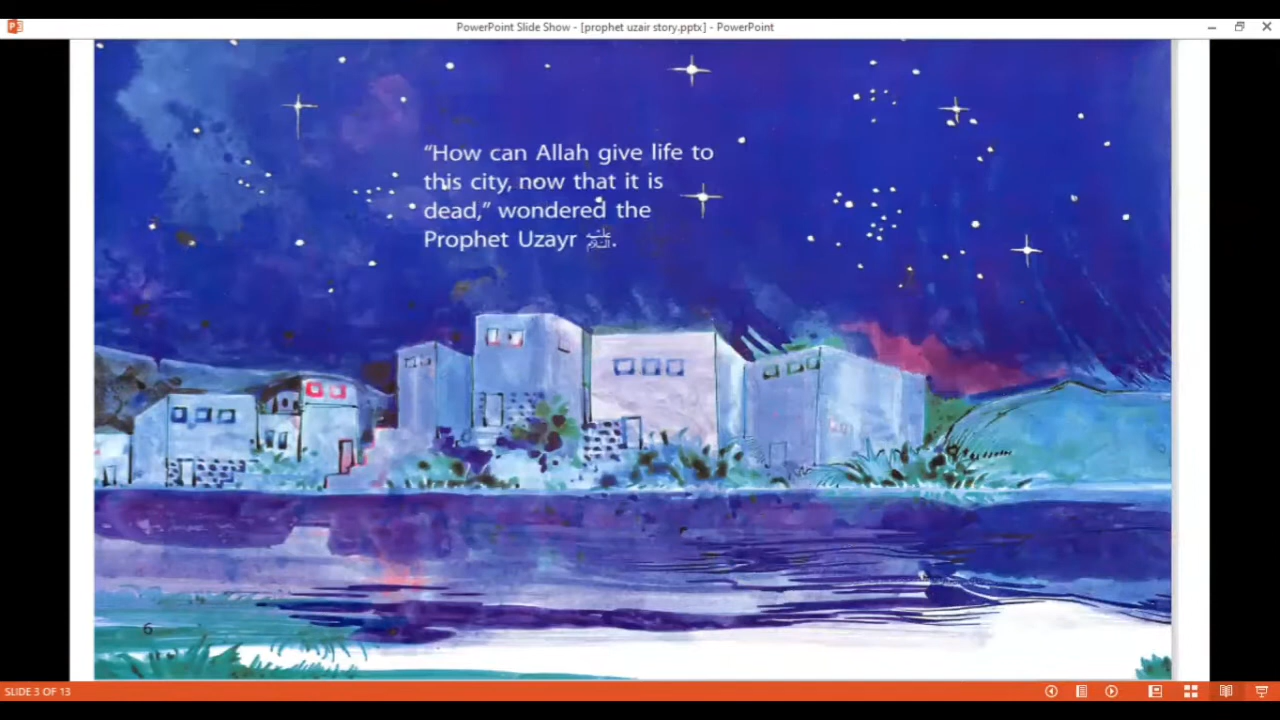 PowerPoint Slide Show - [prophet uzair story.pptx] - PowerPoint
“How can Allah give life to
this city, now that it is
dead,” wondered the
Prophet Uzayr عليه السلام.
6
SLIDE 3 OF 13